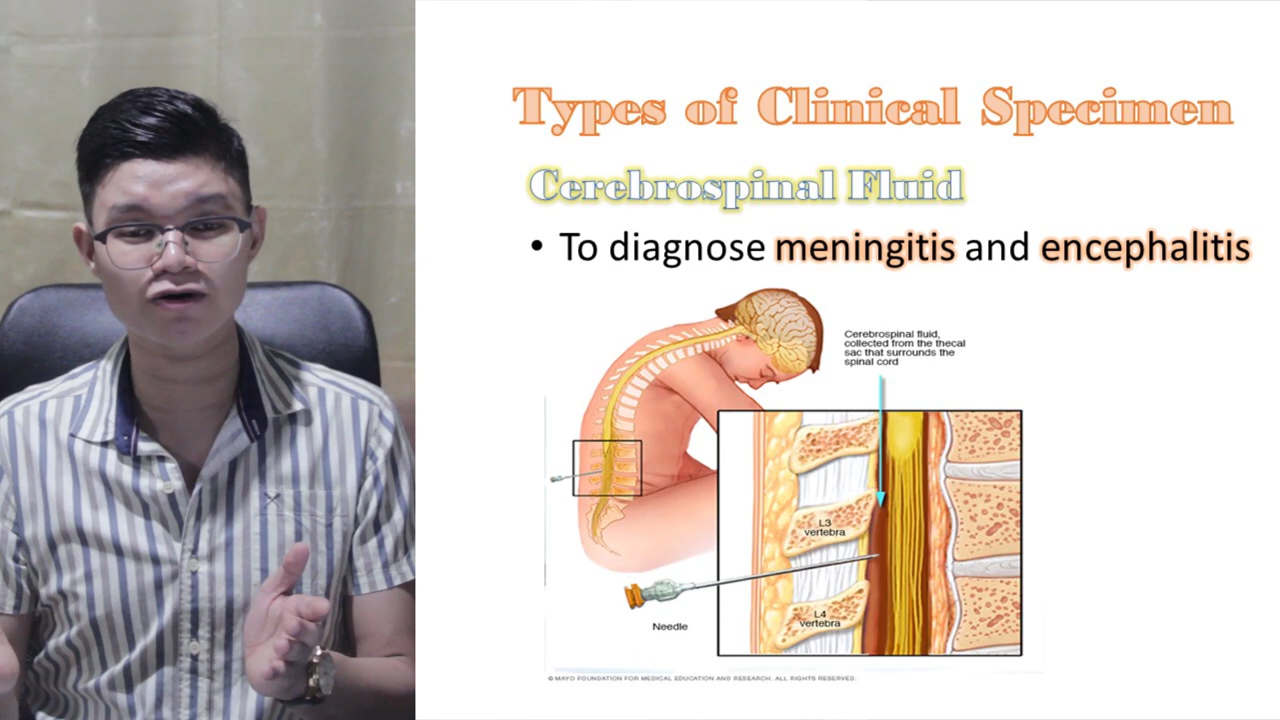 Types of Clinical Specimen
Cerebrospinal Fluid
• To diagnose meningitis and encephalitis
Cerebrospinal fluid,
collected from the thecal
sac that surrounds the
spinal cord
L3
vertebra
L4
vertebra
Needle
© MAYO FOUNDATION FOR MEDICAL EDUCATION AND RESEARCH. ALL RIGHTS RESERVED.